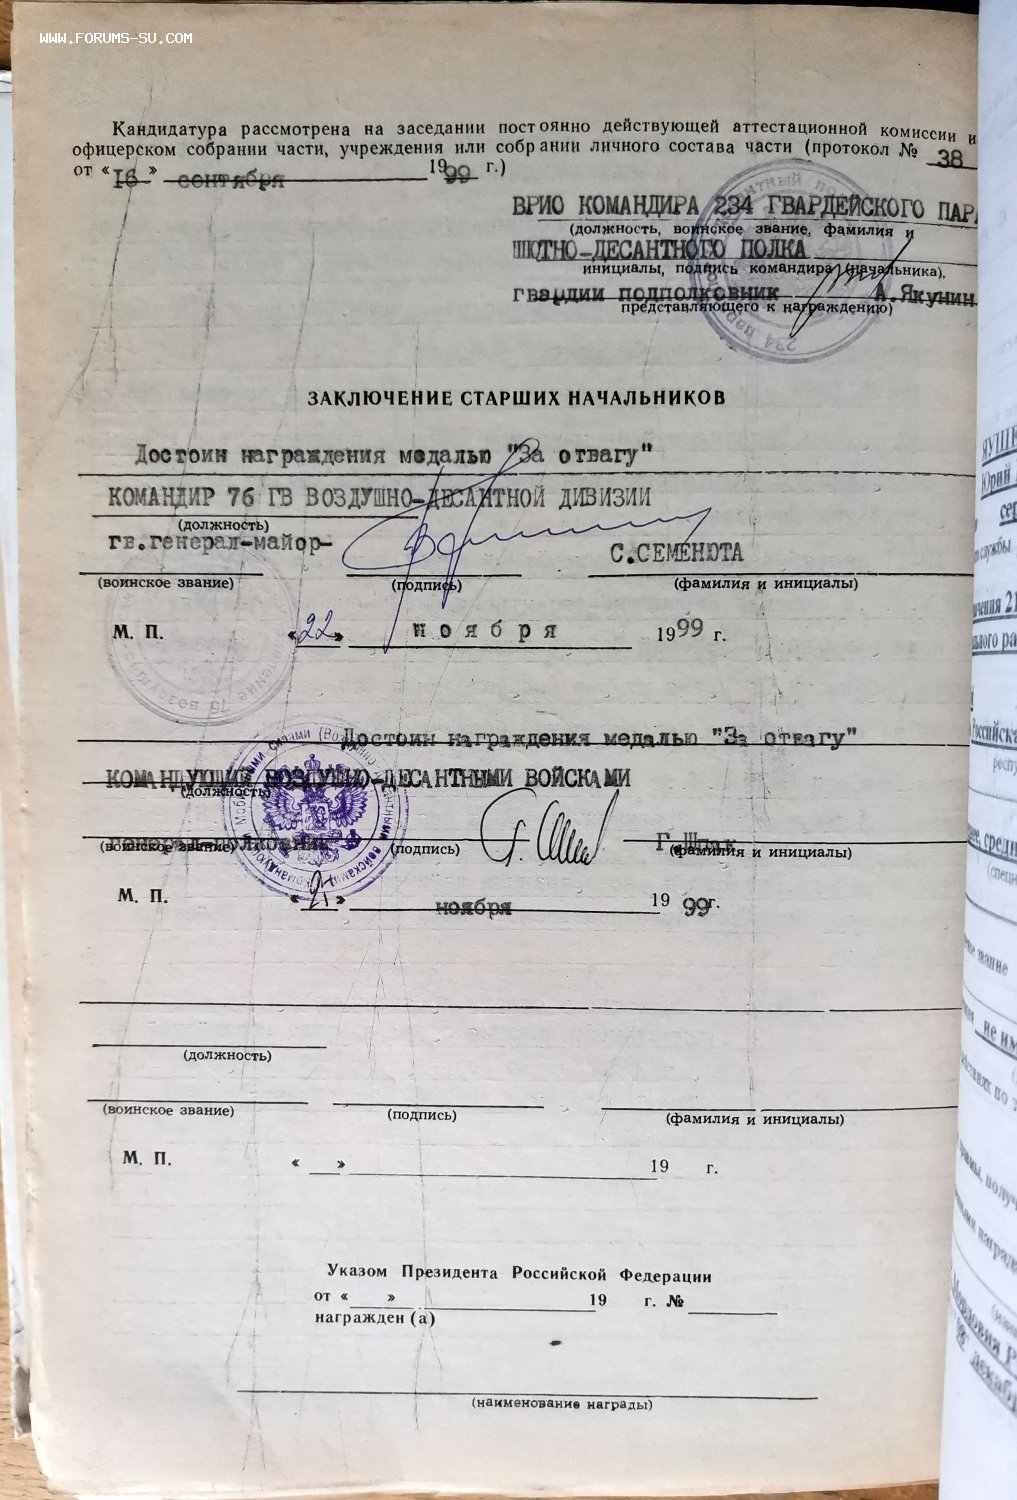 WWW.FORUMS-SU.COM
Кандидатура рассмотрена на заседании постоянно действующей аттестационной комиссии и
офицерском собрании части, учреждения или собрании личного состава части (протокол № 38
от «16» сентября 1999 г.)
ВРИО КОМАНДИРА 234 ГВАРДЕЙСКОГО ПАРА
(должность, воинское звание, фамилия и
ШЮТНО-ДЕСАНТНОГО ПОЛКА
инициалы, подпись командира (начальника),
гвардии подполковник А.Якунин
представляющего к награждению)
ЗАКЛЮЧЕНИЕ СТАРШИХ НАЧАЛЬНИКОВ
Достоин награждения медалью "За отвагу"
КОМАНДИР 76 ГВ ВОЗДУШНО-ДЕСАНТНОЙ ДИВИЗИИ
(должность)
гв.генерал-майор- С.СЕМЕНЮТА
(воинское звание) (подпись) (фамилия и инициалы)
М. П. «22» ноября 1999 г.
Достоин награждения медалью "За отвагу"
КОМАНДУЮЩИЙ ВОЗДУШНО-ДЕСАНТНЫМИ ВОЙСКАМИ
(должность)
генерал-полковник Г.Шпак
(воинское звание) (подпись) (фамилия и инициалы)
М. П. « » ноября 1999 г.
(должность)
(воинское звание) (подпись) (фамилия и инициалы)
М. П. « » 19 г.
Указом Президента Российской Федерации
от « » 19 г. №
награжден (а)
(наименование награды)